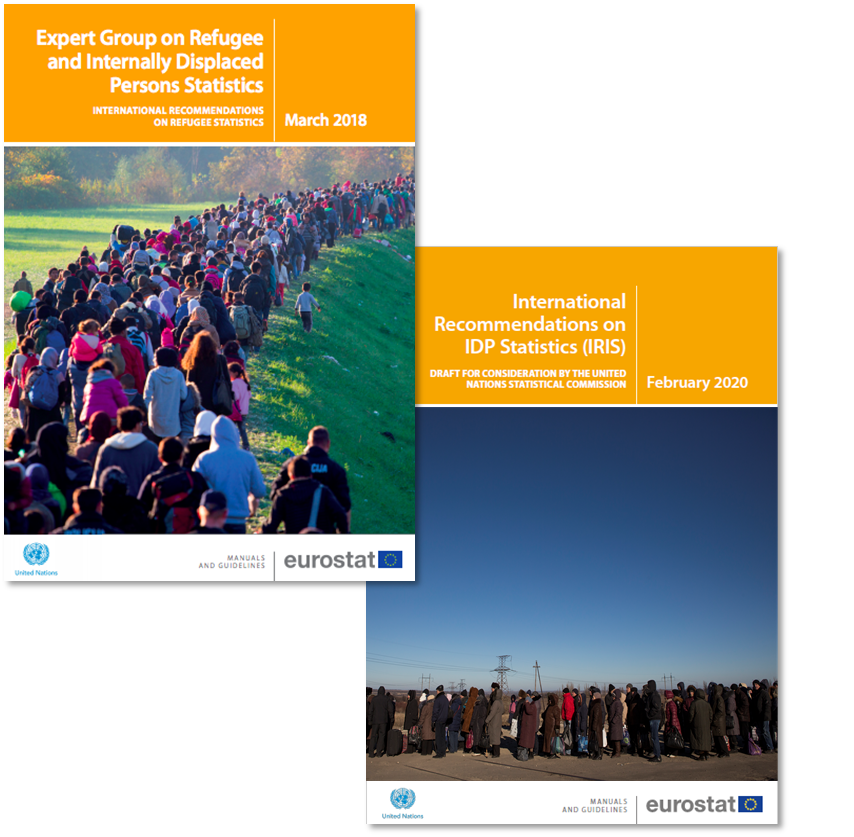 Expert Group on Refugee
and Internally Displaced
Persons Statistics
INTERNATIONAL RECOMMENDATIONS
ON REFUGEE STATISTICS
March 2018
United Nations
MANUALS
AND GUIDELINES
eurostat
International
Recommendations on
IDP Statistics (IRIS)
DRAFT FOR CONSIDERATION BY THE UNITED
NATIONS STATISTICAL COMMISSION
February 2020
United Nations
MANUALS
AND GUIDELINES
eurostat